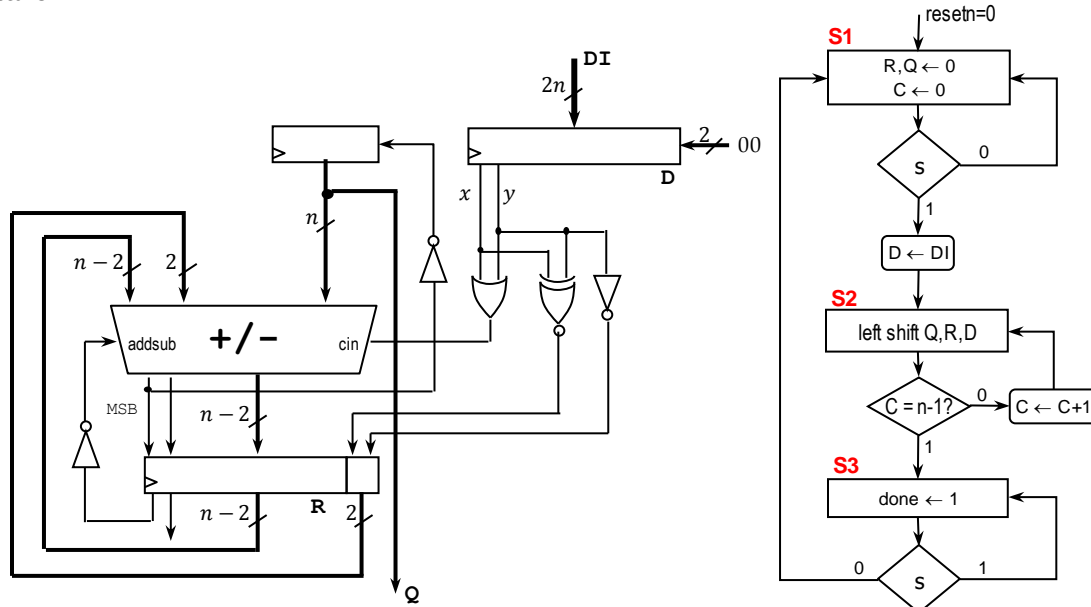 resetn=0
S1
R,Q ← 0
C ← 0
S
0
1
D ← DI
S2
left shift Q,R,D
C = n-1?
0
C ← C+1
1
S3
done ← 1
0
S
1
DI
2n
2
00
D
x
y
n
n − 2
2
addsub
+/-
cin
MSB
n − 2
R
n − 2
2
Q